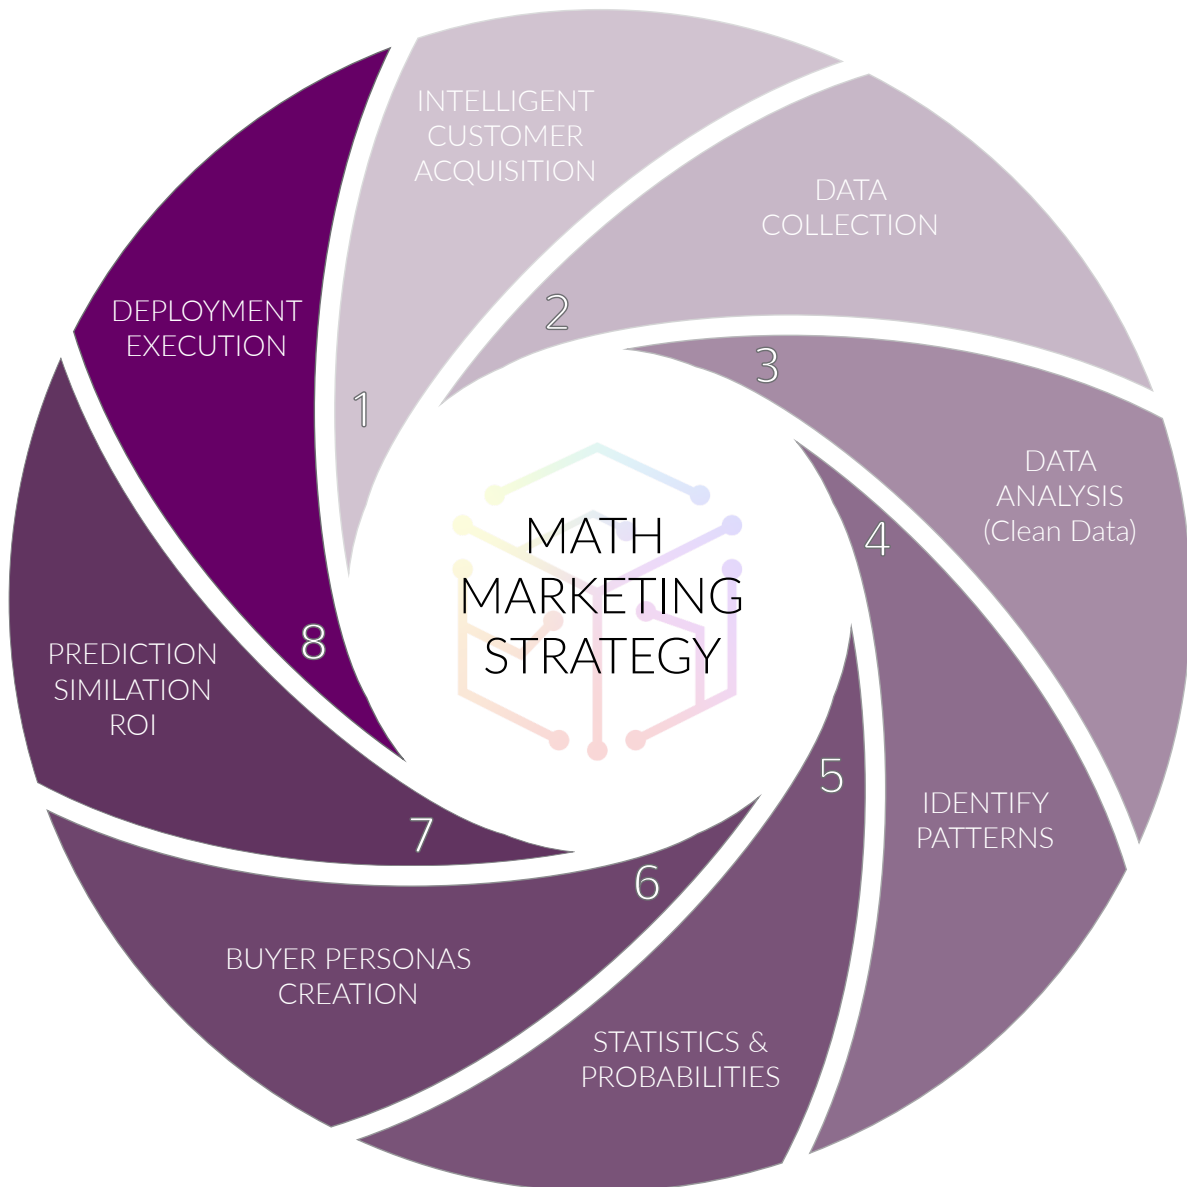 MATH
MARKETING
STRATEGY
1
INTELLIGENT
CUSTOMER
ACQUISITION
2
DATA
COLLECTION
3
DATA
ANALYSIS
(Clean Data)
4
IDENTIFY
PATTERNS
5
STATISTICS &
PROBABILITIES
6
BUYER PERSONAS
CREATION
7
PREDICTION
SIMILATION
ROI
8
DEPLOYMENT
EXECUTION